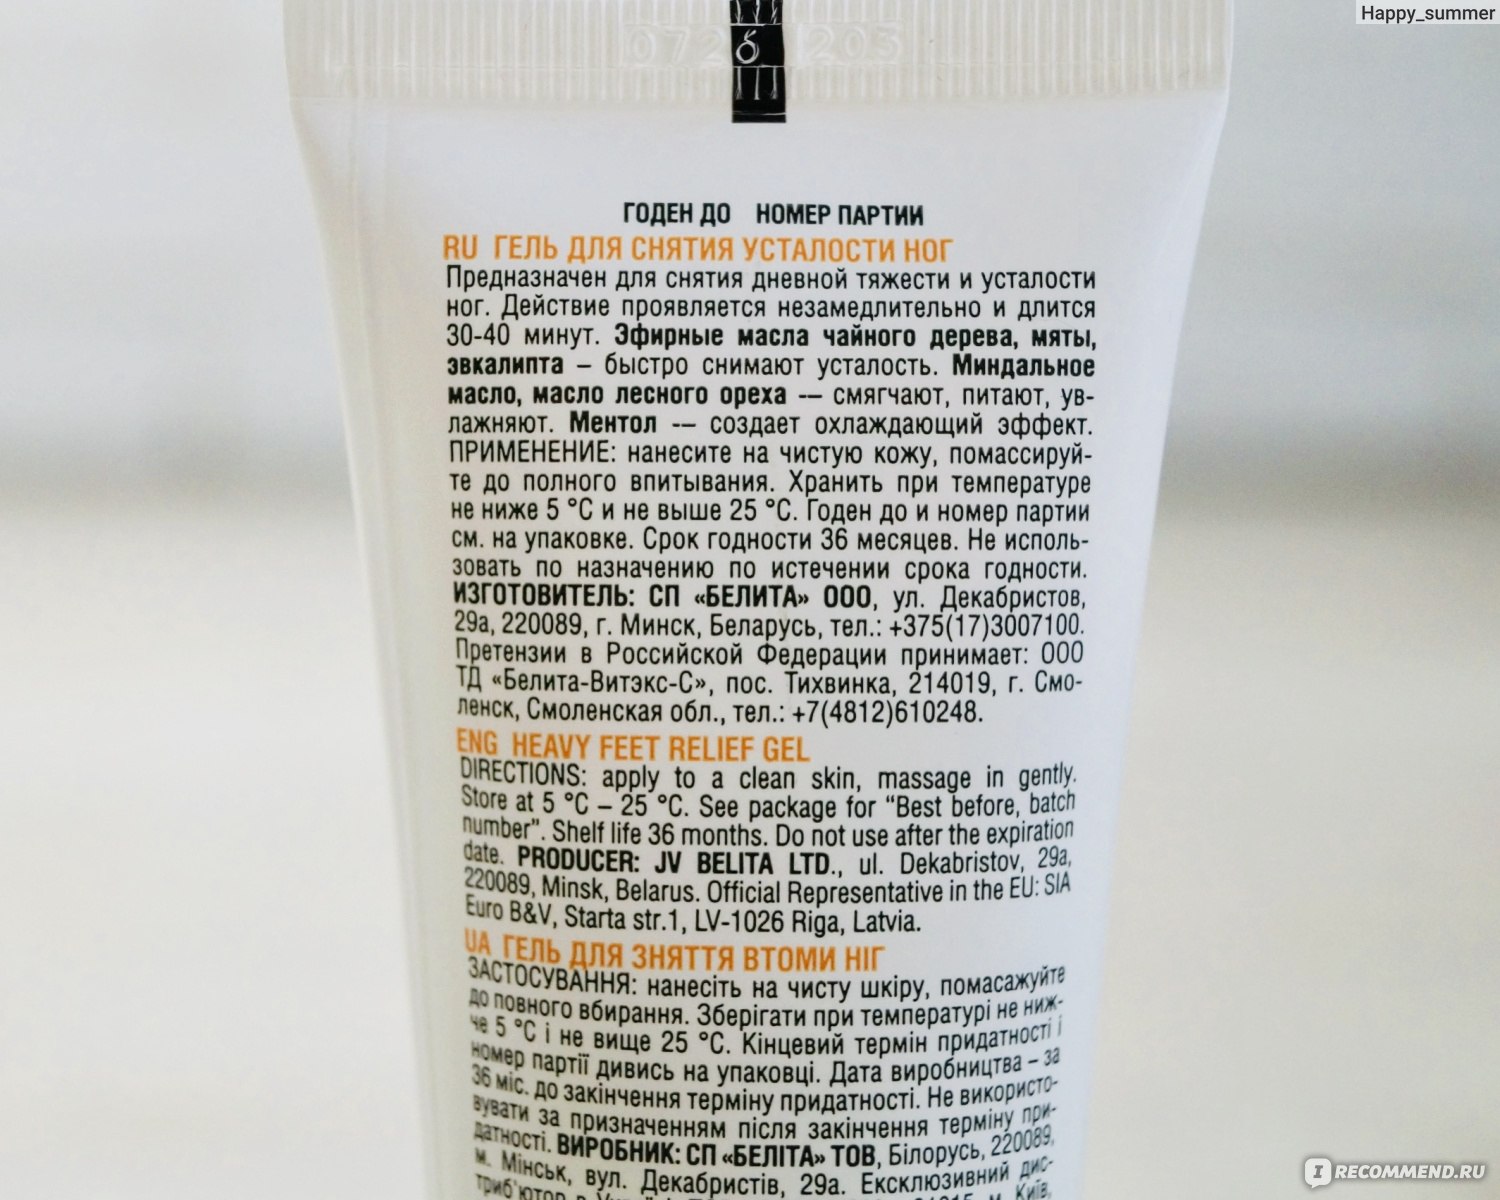 Happy_summer
ГОДЕН ДО НОМЕР ПАРТИИ
RU ГЕЛЬ ДЛЯ СНЯТИЯ УСТАЛОСТИ НОГ
Предназначен для снятия дневной тяжести и усталости
ног. Действие проявляется незамедлительно и длится
30-40 минут. Эфирные масла чайного дерева, мяты,
эвкалипта – быстро снимают усталость. Миндальное
масло, масло лесного ореха -– смягчают, питают, ув-
лажняют. Ментол -– создает охлаждающий эффект.
ПРИМЕНЕНИЕ: нанесите на чистую кожу, помассируй-
те до полного впитывания. Хранить при температуре
не ниже 5 °C и не выше 25 °C. Годен до и номер партии
см. на упаковке. Срок годности 36 месяцев. Не исполь-
зовать по назначению по истечении срока годности.
ИЗГОТОВИТЕЛЬ: СП «БЕЛИТА» ООО, ул. Декабристов,
29а, 220089, г. Минск, Беларусь, тел.: +375(17)3007100.
Претензии в Российской Федерации принимает: ООО
ТД «Белита-Витэкс-С», пос. Тихвинка, 214019, г. Смо-
ленск, Смоленская обл., тел.: +7(4812)610248.
ENG HEAVY FEET RELIEF GEL
DIRECTIONS: apply to a clean skin, massage in gently.
Store at 5 °C – 25 °C. See package for “Best before, batch
number”. Shelf life 36 months. Do not use after the expiration
date. PRODUCER: JV BELITA LTD., ul. Dekabristov, 29a,
220089, Minsk, Belarus. Official Representative in the EU: SIA
Euro B&V, Starta str.1, LV-1026 Riga, Latvia.
UA ГЕЛЬ ДЛЯ ЗНЯТТЯ ВТОМИ НІГ
ЗАСТОСУВАННЯ: нанесіть на чисту шкіру, помасажуйте
до повного вбирання. Зберігати при температурі не ниж-
че 5 °C і не вище 25 °C. Кінцевий термін придатності і
номер партії дивись на упаковці. Дата виробництва – за
36 міс. до закінчення терміну придатності. Не використо-
вувати за призначенням після закінчення терміну при-
датності. ВИРОБНИК: СП «БЕЛІТА» ТОВ, Білорусь, 220089,
м. Мінськ, вул. Декабристів, 29а. Ексклюзивний дис-
триб'ютор в м. Київ,
IRECOMMEND.RU